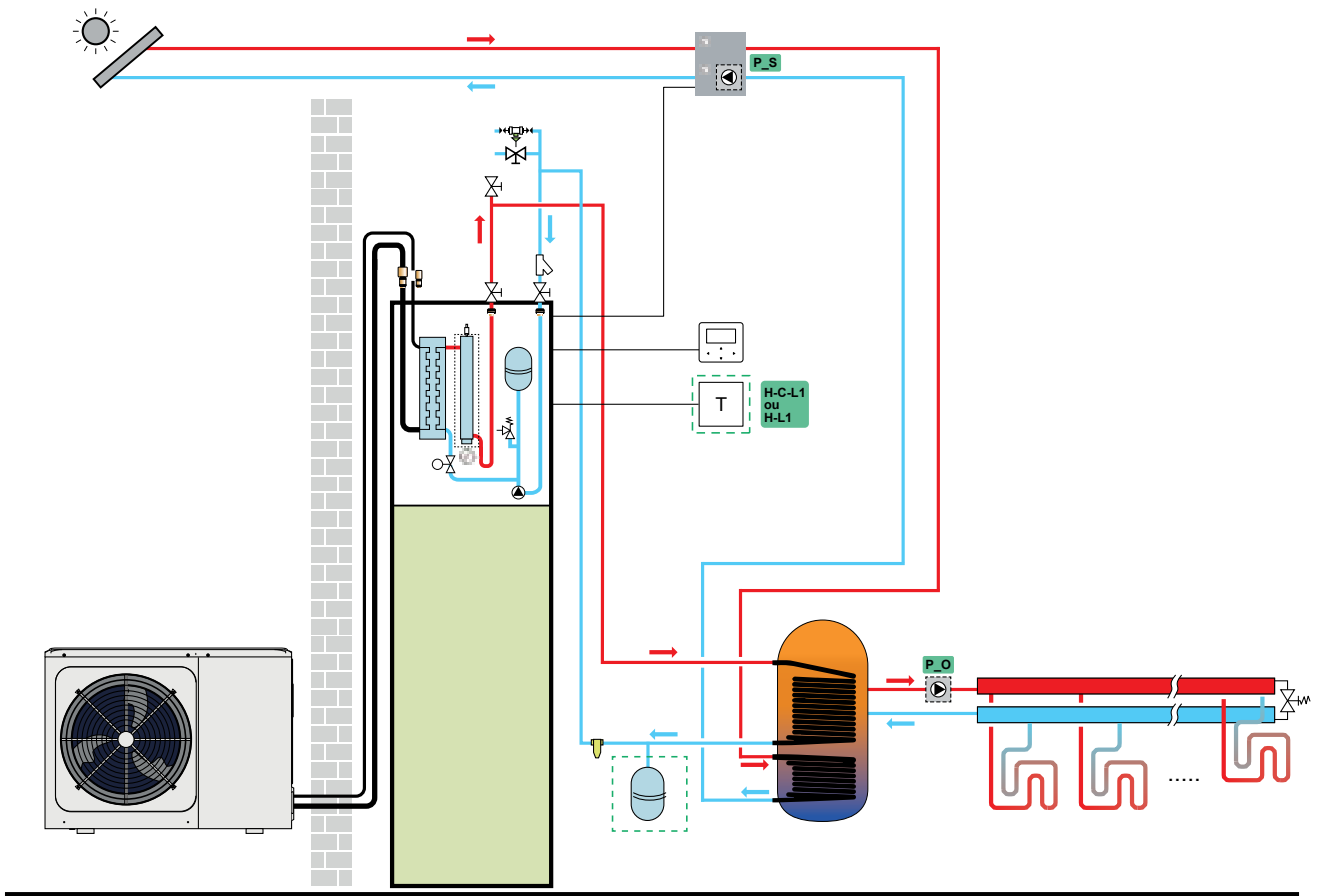 P_S
T
H-C-L1
ou
H-L1
P_O
.....